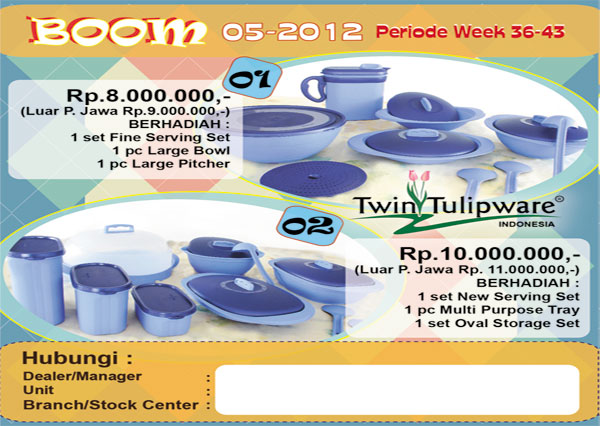 BOOM 05-2012 Periode Week 36-43
01
Rp.8.000.000,-
(Luar P. Jawa Rp.9.000.000,-)
BERHADIAH :
1 set Fine Serving Set
1 pc Large Bowl
1 pc Large Pitcher
Twin Tulipware®
INDONESIA
02
Rp.10.000.000,-
(Luar P. Jawa Rp. 11.000.000,-)
BERHADIAH :
1 set New Serving Set
1 pc Multi Purpose Tray
1 set Oval Storage Set
Hubungi :
Dealer/Manager :
Unit :
Branch/Stock Center :